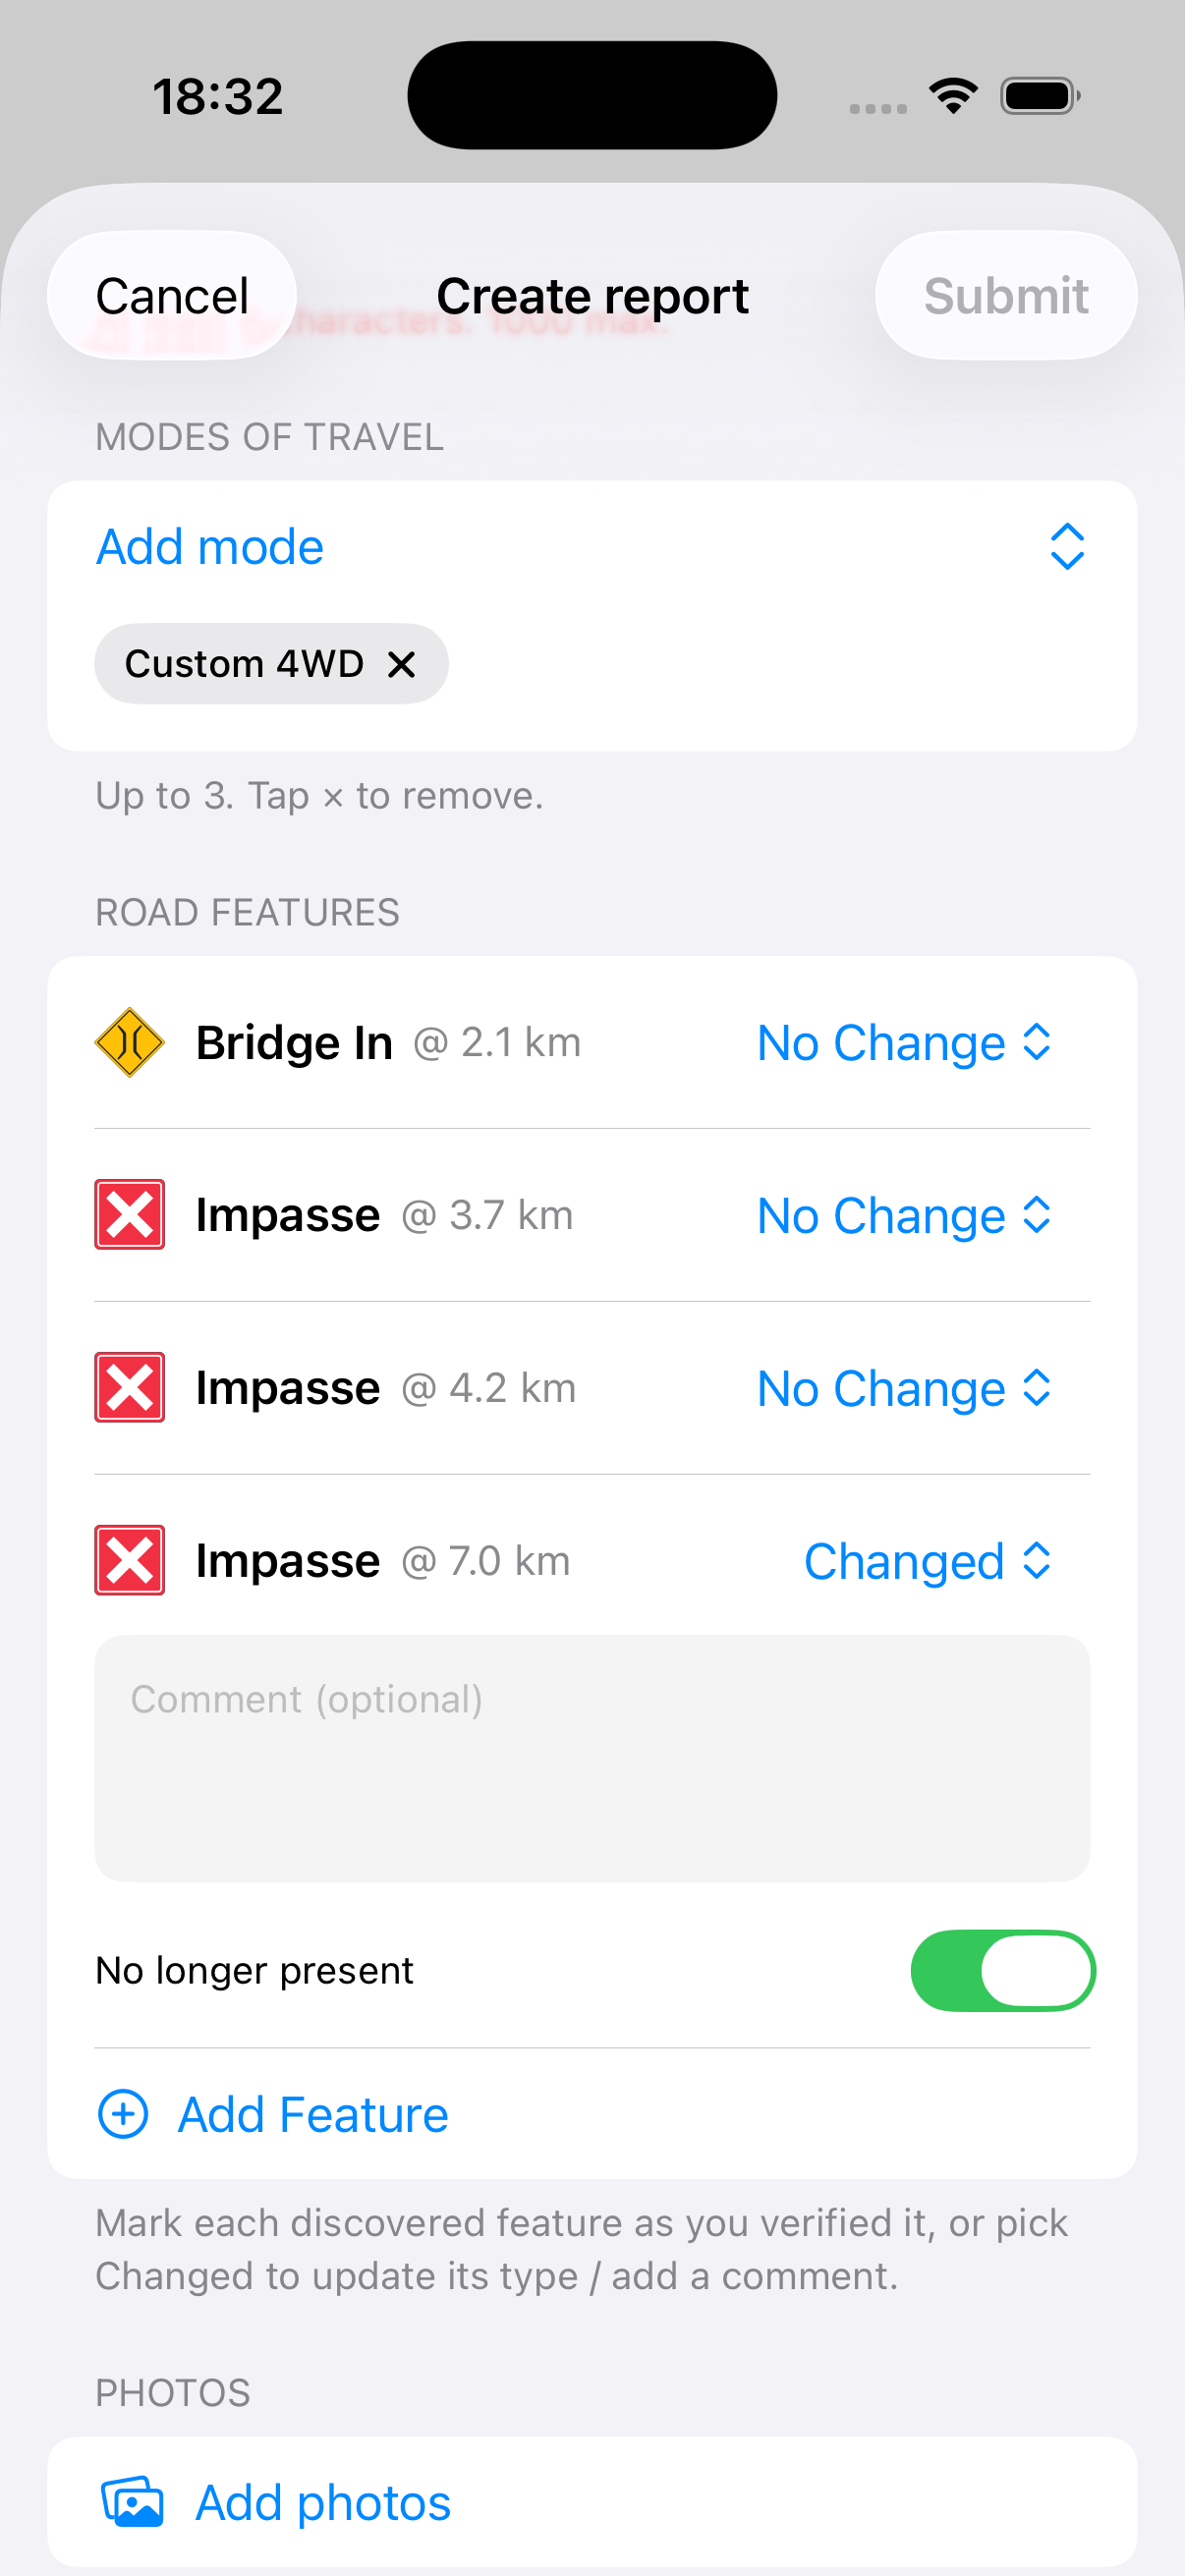 18:32
Cancel
Create report
Submit
characters. 1000 max.
MODES OF TRAVEL
Add mode
Custom 4WD ×
Up to 3. Tap × to remove.
ROAD FEATURES
Bridge In @ 2.1 km No Change
Impasse @ 3.7 km No Change
Impasse @ 4.2 km No Change
Impasse @ 7.0 km Changed
Comment (optional)
No longer present
Add Feature
Mark each discovered feature as you verified it, or pick
Changed to update its type / add a comment.
PHOTOS
Add photos